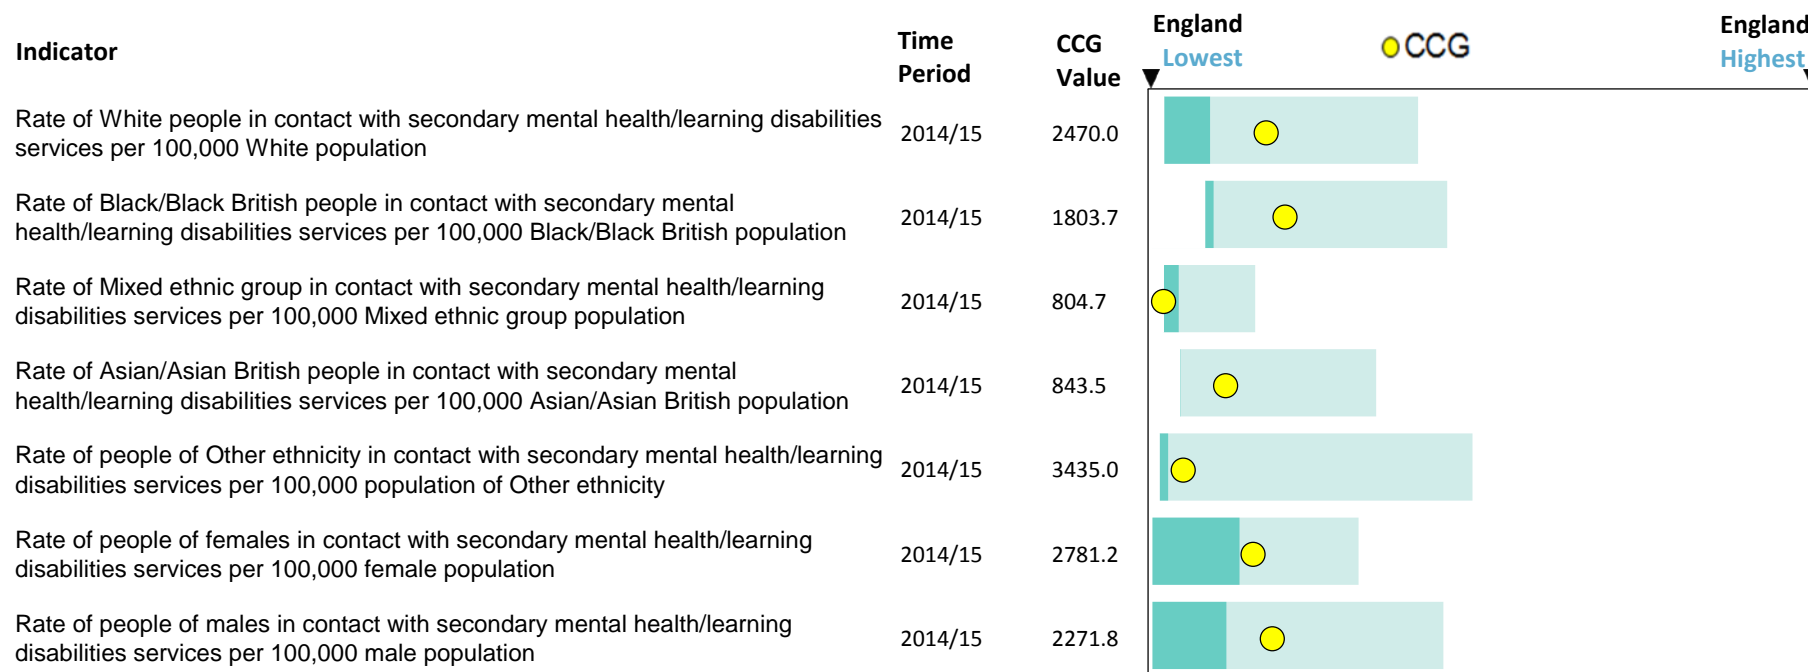 Indicator
Time Period
CCG Value
England Lowest
CCG
England Highest
Rate of White people in contact with secondary mental health/learning disabilities
services per 100,000 White population
2014/15
2470.0
Rate of Black/Black British people in contact with secondary mental
health/learning disabilities services per 100,000 Black/Black British population
2014/15
1803.7
Rate of Mixed ethnic group in contact with secondary mental health/learning
disabilities services per 100,000 Mixed ethnic group population
2014/15
804.7
Rate of Asian/Asian British people in contact with secondary mental
health/learning disabilities services per 100,000 Asian/Asian British population
2014/15
843.5
Rate of people of Other ethnicity in contact with secondary mental health/learning
disabilities services per 100,000 population of Other ethnicity
2014/15
3435.0
Rate of people of females in contact with secondary mental health/learning
disabilities services per 100,000 female population
2014/15
2781.2
Rate of people of males in contact with secondary mental health/learning
disabilities services per 100,000 male population
2014/15
2271.8